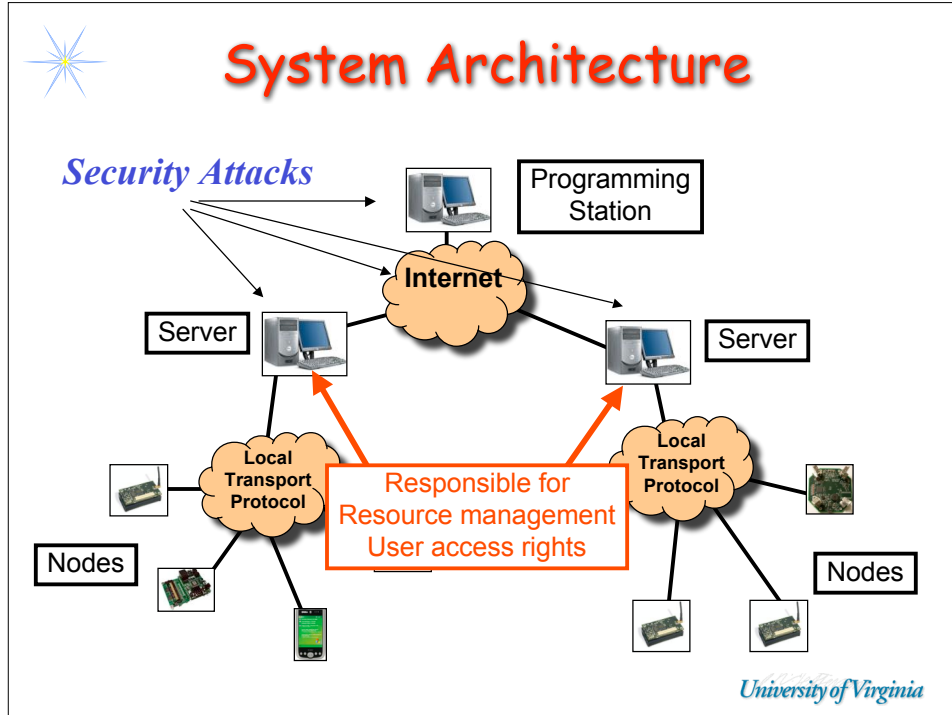 System Architecture
Security Attacks
Programming
Station
Internet
Server
Server
Local
Transport
Protocol
Local
Transport
Protocol
Responsible for
Resource management
User access rights
Nodes
Nodes
University of Virginia